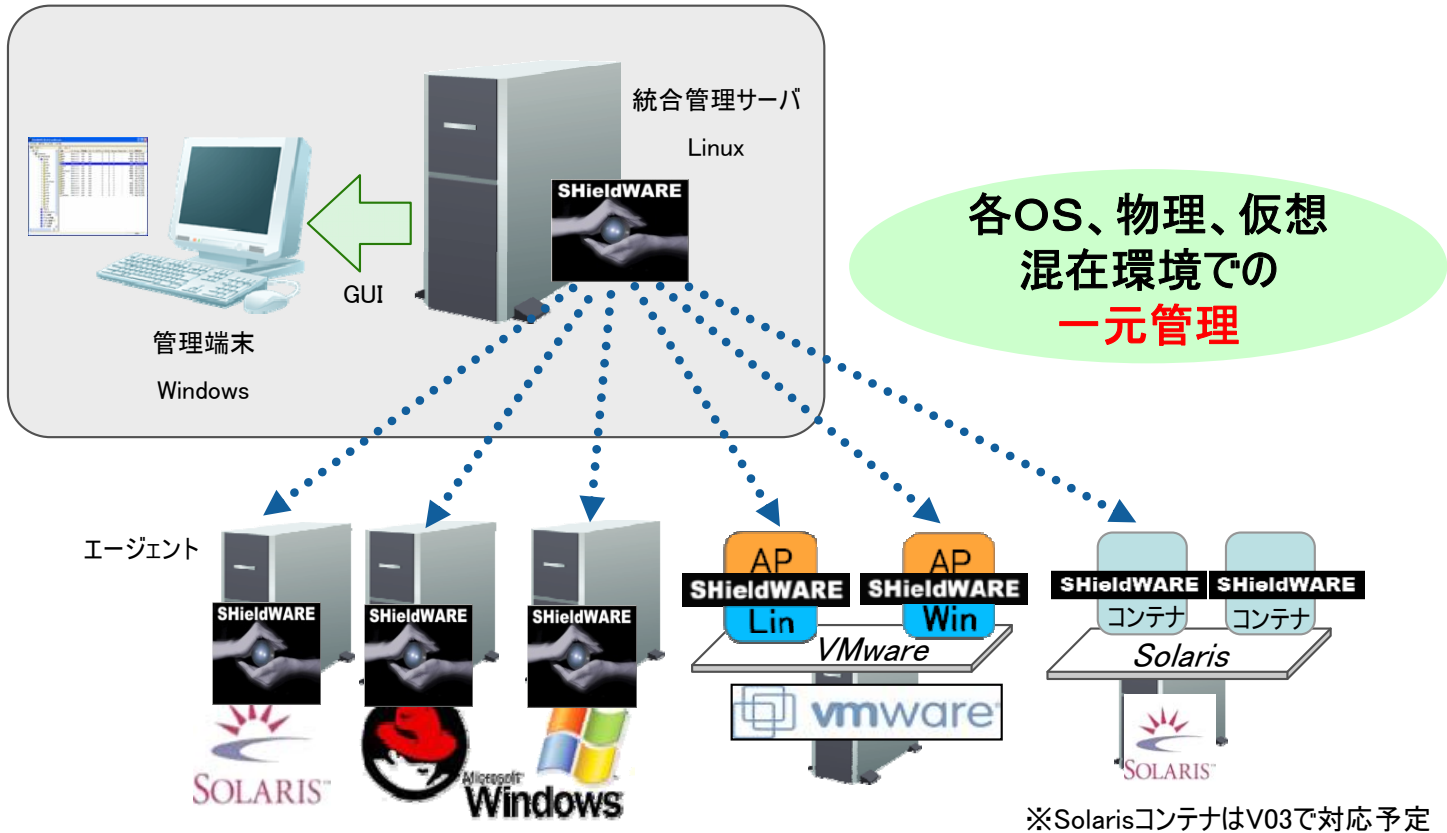 統合管理サーバ
Linux
SHieldWARE
GUI
管理端末
Windows
各OS、物理、仮想
混在環境での
一元管理
エージェント
SHieldWARE
SHieldWARE
SHieldWARE
AP
SHieldWARE
Lin
AP
SHieldWARE
Win
VMware
vmware
SHieldWARE
コンテナ
SHieldWARE
コンテナ
Solaris
SOLARIS™
Microsoft
Windows
SOLARIS™
※SolarisコンテナはV03で対応予定